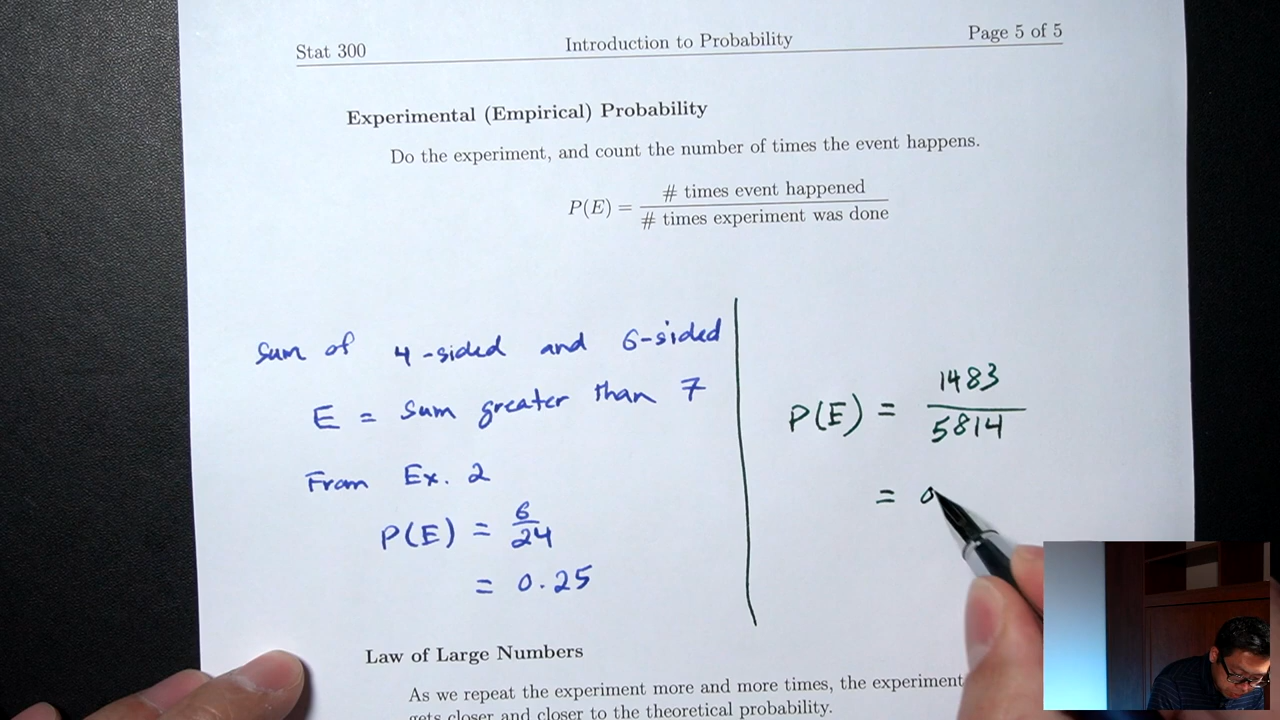 Stat 300 Introduction to Probability Page 5 of 5
Experimental (Empirical) Probability
Do the experiment, and count the number of times the event happens.
P(E) = # times event happened / # times experiment was done
Sum of 4-sided and 6-sided
E = Sum greater than 7
From Ex. 2
P(E) = 6/24
= 0.25
P(E) = 1483/5814
= 0
Law of Large Numbers
As we repeat the experiment more and more times, the experiment
gets closer and closer to the theoretical probability.